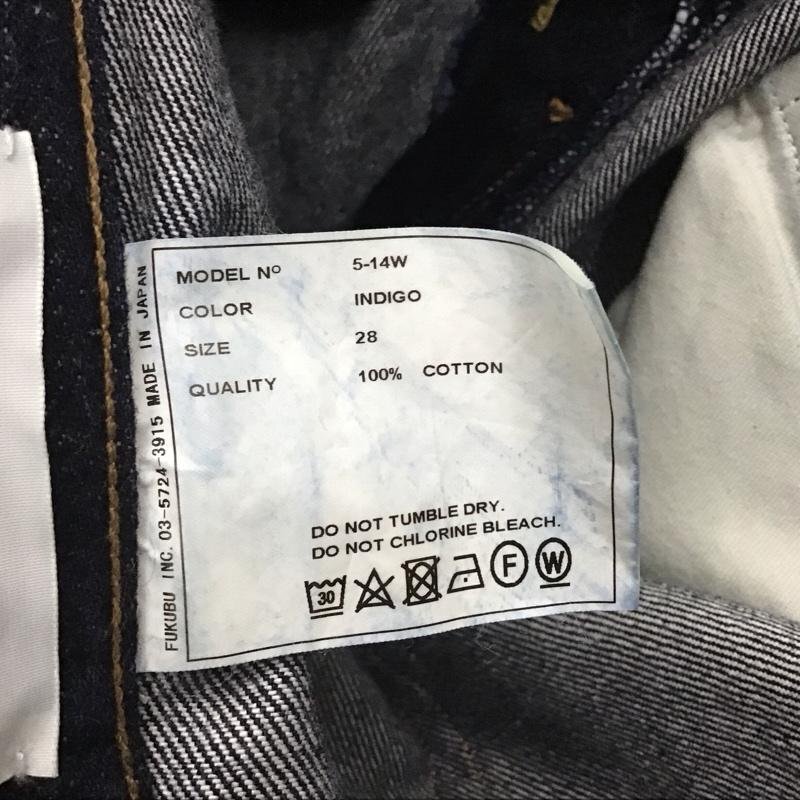 MODEL Nº 5-14W
COLOR INDIGO
SIZE 28
QUALITY 100% COTTON
DO NOT TUMBLE DRY.
DO NOT CHLORINE BLEACH.
30 F W
FUKUBU INC. 03-5724-3915 MADE IN JAPAN